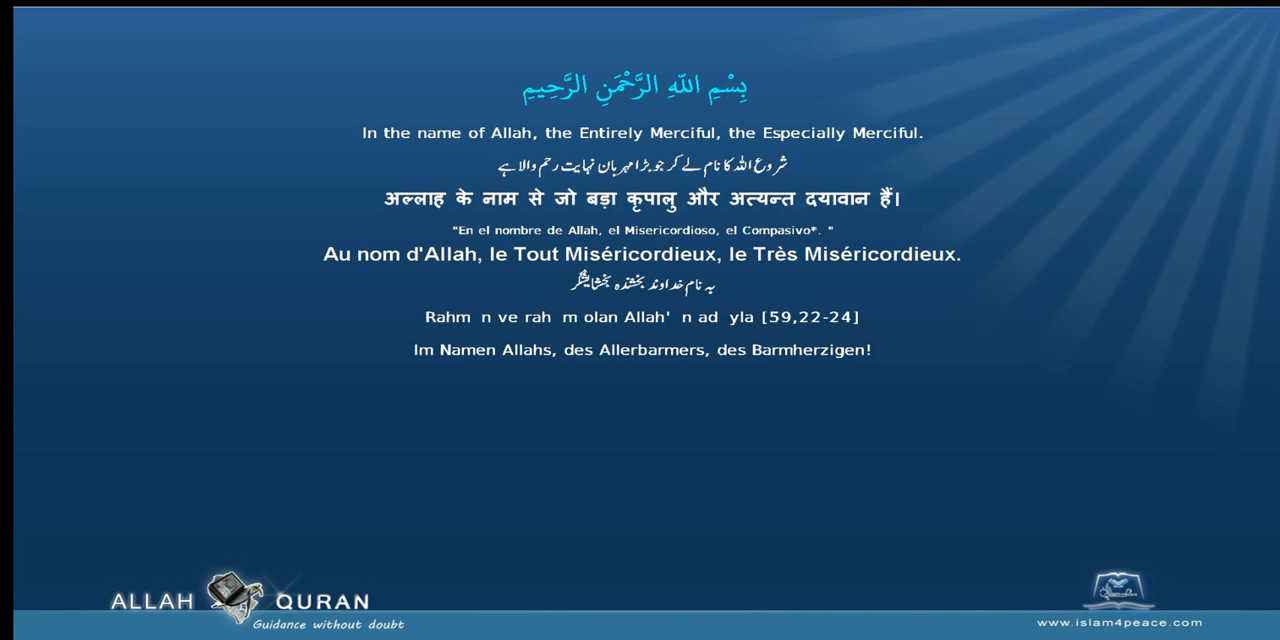 بِسْمِ اللّهِ الرَّحْمَنِ الرَّحِيمِ
In the name of Allah, the Entirely Merciful, the Especially Merciful.
شروع اللہ کا نام لے کر جو بڑا مہربان نہایت رحم والا ہے
अल्लाह के नाम से जो बड़ा कृपालु और अत्यन्त दयावान हैं।
"En el nombre de Allah, el Misericordioso, el Compasivo*. "
Au nom d'Allah, le Tout Miséricordieux, le Très Miséricordieux.
به نام خداوند بخشنده بخشایشگر
Rahm n ve rah m olan Allah' n ad yla [59,22-24]
Im Namen Allahs, des Allerbarmers, des Barmherzigen!
ALLAH QURAN
Guidance without doubt
www.islam4peace.com